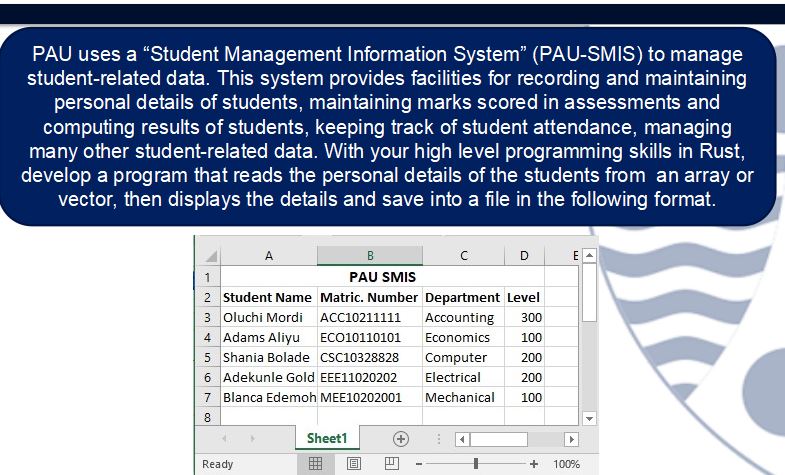 PAU uses a “Student Management Information System” (PAU-SMIS) to manage
student-related data. This system provides facilities for recording and maintaining
personal details of students, maintaining marks scored in assessments and
computing results of students, keeping track of student attendance, managing
many other student-related data. With your high level programming skills in Rust,
develop a program that reads the personal details of the students from an array or
vector, then displays the details and save into a file in the following format.
A B C D E
1 PAU SMIS
2 Student Name Matric. Number Department Level
3 Oluchi Mordi ACC10211111 Accounting 300
4 Adams Aliyu ECO10110101 Economics 100
5 Shania Bolade CSC10328828 Computer 200
6 Adekunle Gold EEE11020202 Electrical 200
7 Blanca Edemoh MEE10202001 Mechanical 100
8
Sheet1
Ready 100%